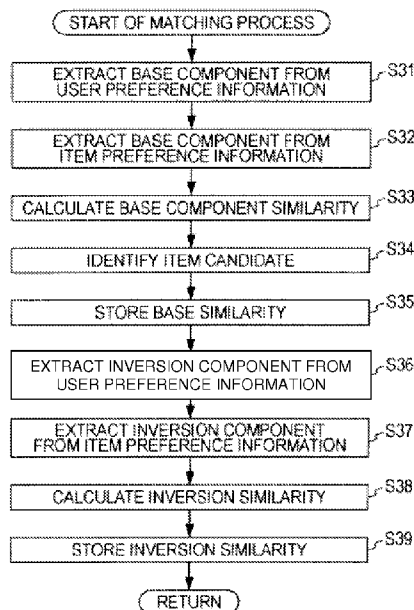 START OF MATCHING PROCESS
S31
EXTRACT BASE COMPONENT FROM
USER PREFERENCE INFORMATION
S32
EXTRACT BASE COMPONENT FROM
ITEM PREFERENCE INFORMATION
S33
CALCULATE BASE COMPONENT SIMILARITY
S34
IDENTIFY ITEM CANDIDATE
S35
STORE BASE SIMILARITY
S36
EXTRACT INVERSION COMPONENT FROM
USER PREFERENCE INFORMATION
S37
EXTRACT INVERSION COMPONENT
FROM ITEM PREFERENCE INFORMATION
S38
CALCULATE INVERSION SIMILARITY
S39
STORE INVERSION SIMILARITY
RETURN